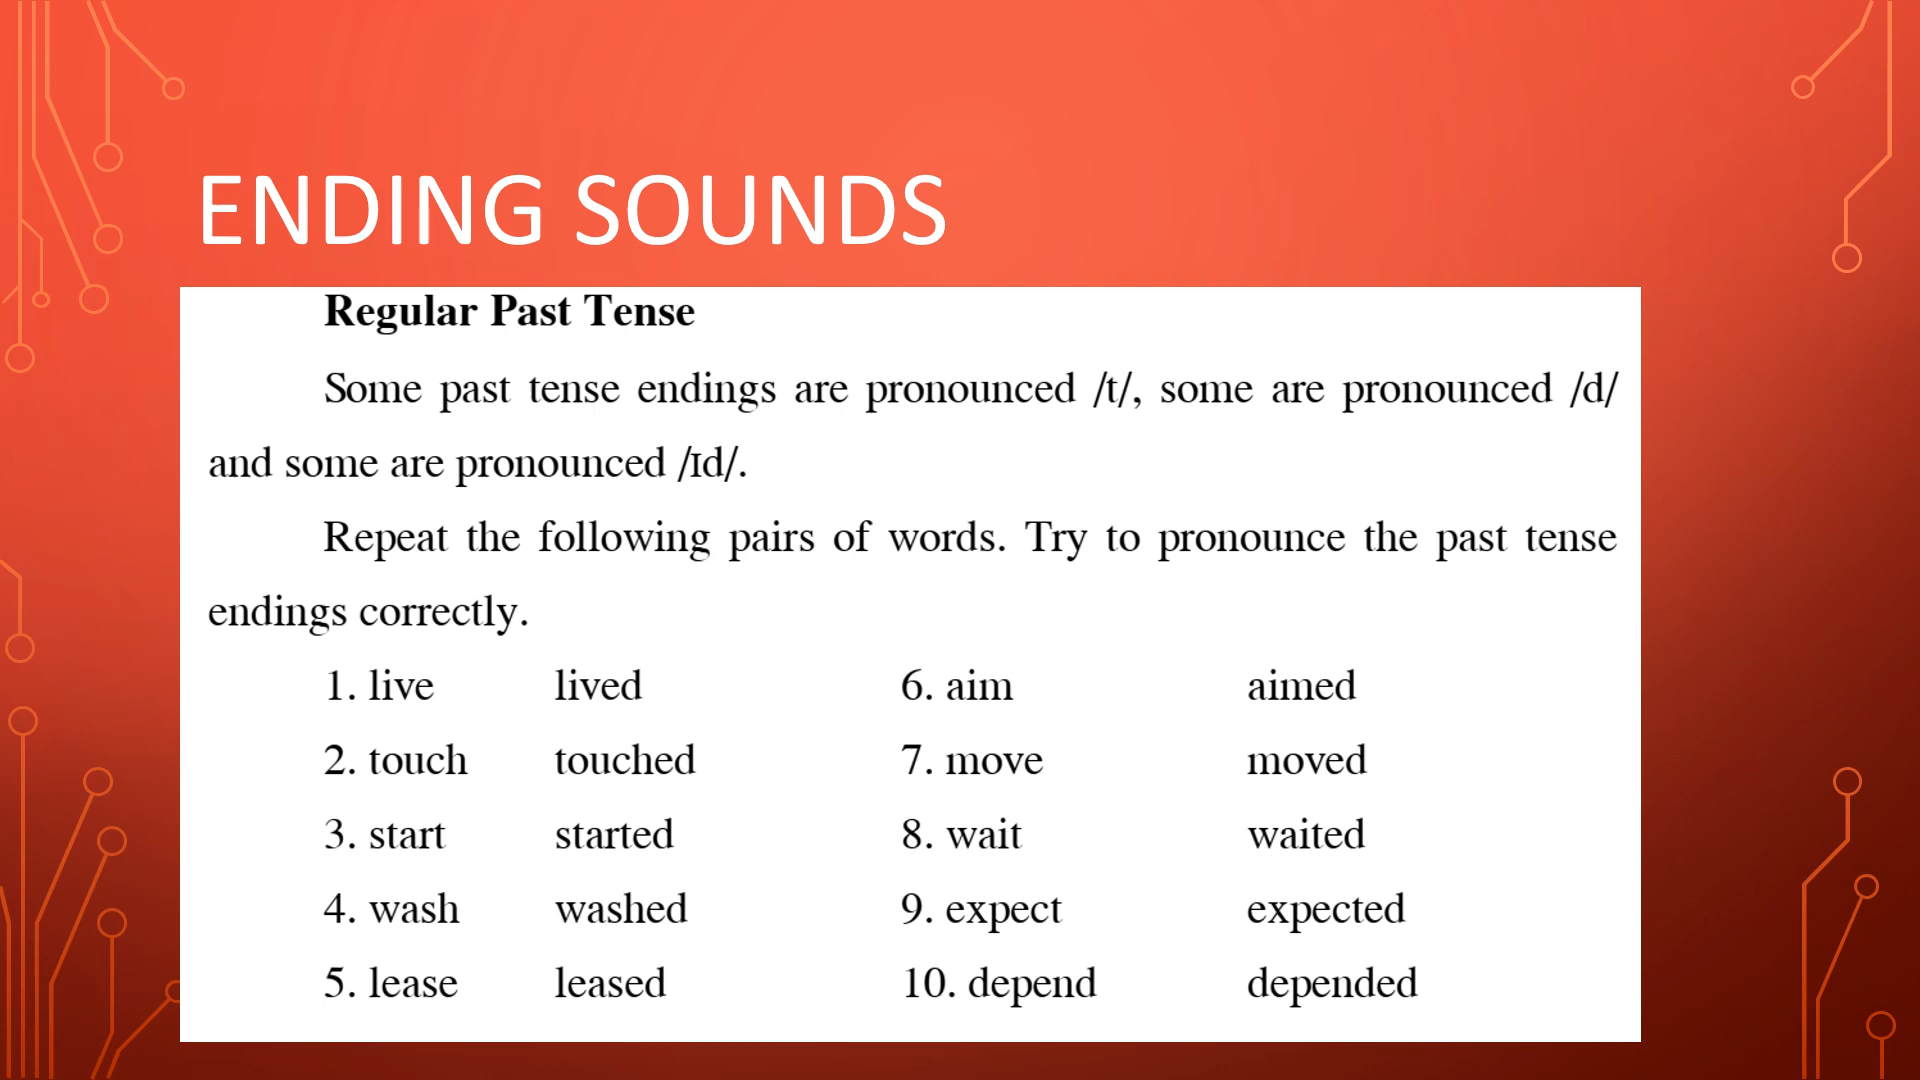 ENDING SOUNDS
Regular Past Tense
Some past tense endings are pronounced /t/, some are pronounced /d/
and some are pronounced /ɪd/.
Repeat the following pairs of words. Try to pronounce the past tense
endings correctly.
1. live lived 6. aim aimed
2. touch touched 7. move moved
3. start started 8. wait waited
4. wash washed 9. expect expected
5. lease leased 10. depend depended